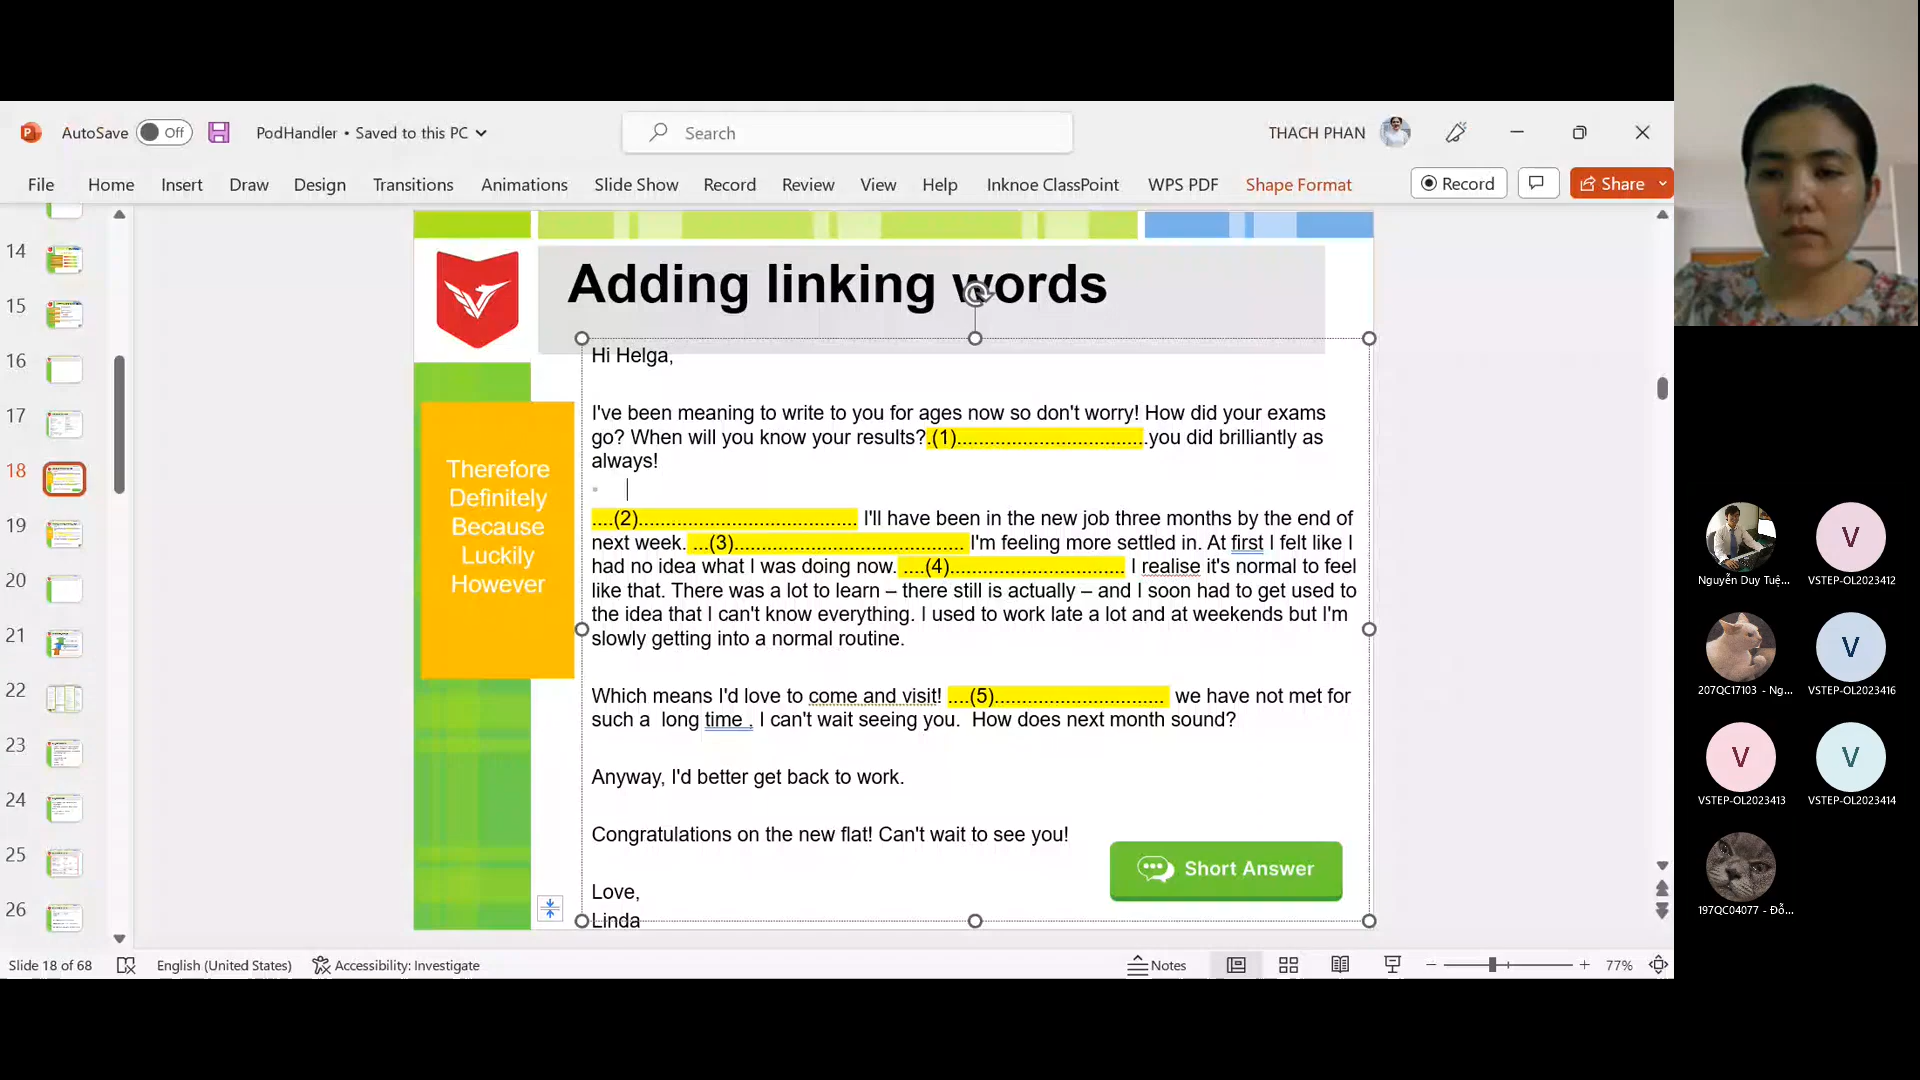 AutoSave Off PodHandler • Saved to this PC Search THACH PHAN
File Home Insert Draw Design Transitions Animations Slide Show Record Review View Help Inknoe ClassPoint WPS PDF Shape Format Record Share
14
15
16
17
18
19
20
21
22
23
24
25
26
Adding linking words
Therefore
Definitely
Because
Luckily
However
Hi Helga,
I've been meaning to write to you for ages now so don't worry! How did your exams
go? When will you know your results?.(1)...................................you did brilliantly as
always!
....(2)........................................ I'll have been in the new job three months by the end of
next week. ...(3).......................................... I'm feeling more settled in. At first I felt like I
had no idea what I was doing now. ....(4)................................ I realise it's normal to feel
like that. There was a lot to learn – there still is actually – and I soon had to get used to
the idea that I can't know everything. I used to work late a lot and at weekends but I'm
slowly getting into a normal routine.
Which means I'd love to come and visit! ....(5)............................... we have not met for
such a long time , I can't wait seeing you. How does next month sound?
Anyway, I'd better get back to work.
Congratulations on the new flat! Can't wait to see you!
Short Answer
Love,
Linda
Slide 18 of 68 English (United States) Accessibility: Investigate Notes 77%
Nguyễn Duy Tuệ... VSTEP-OL2023412
207QC17103 - Ng... VSTEP-OL2023416
VSTEP-OL2023413 VSTEP-OL2023414
197QC04077 - Đỗ...
V
V
V
V